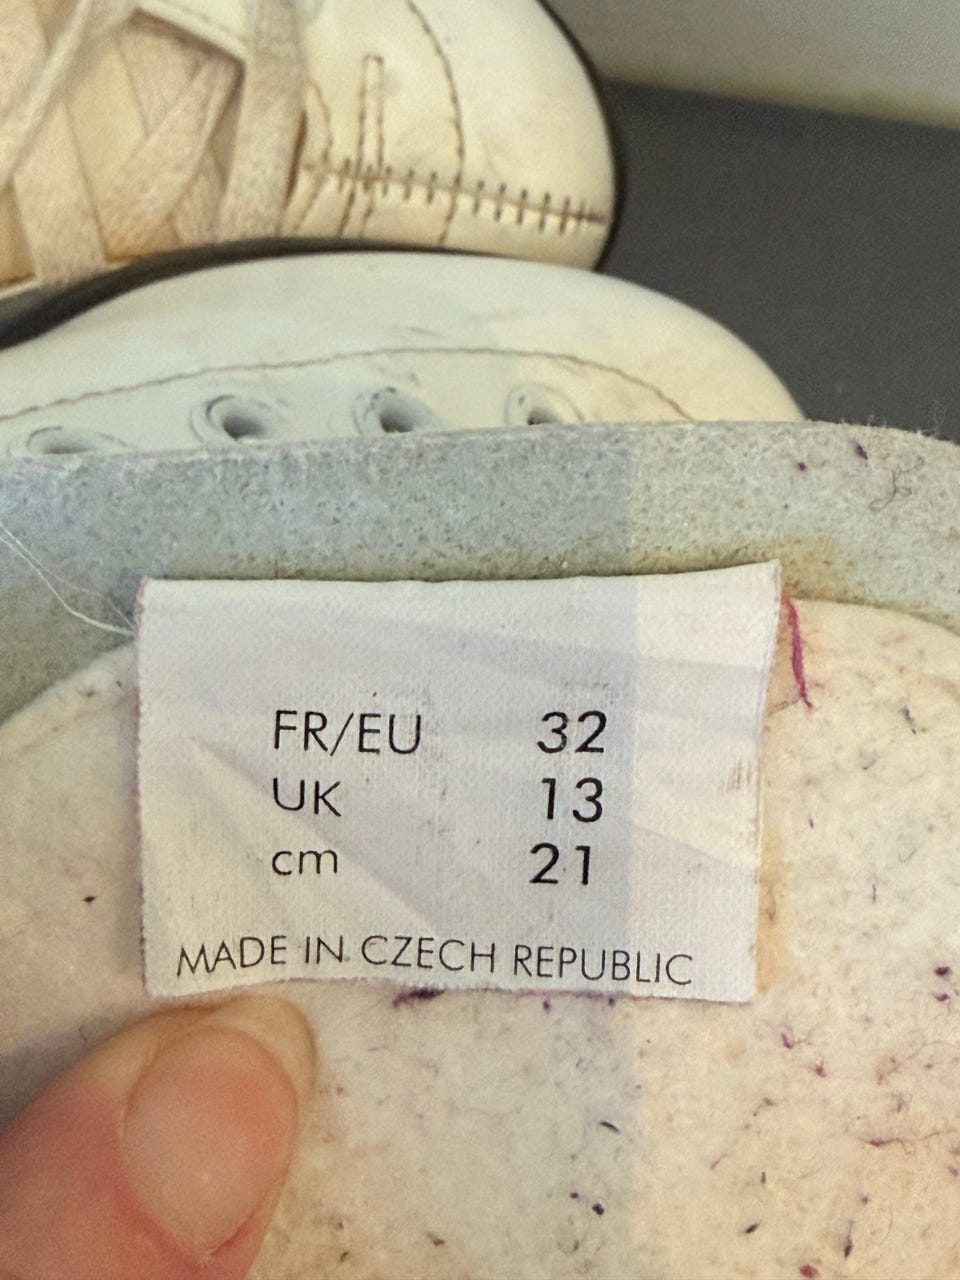 FR/EU 32
UK 13
cm 21
MADE IN CZECH REPUBLIC